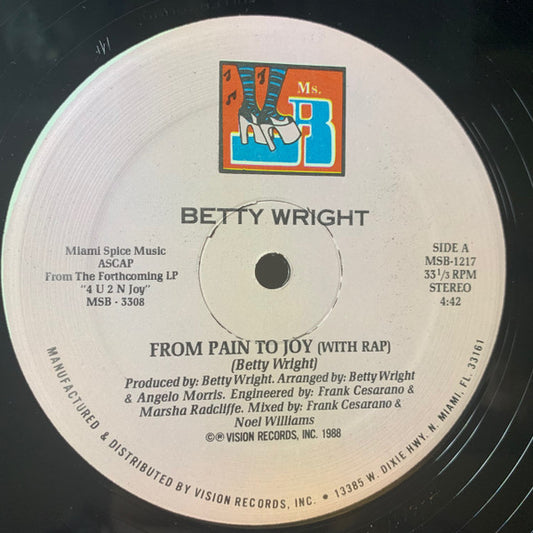 Ms.
B
BETTY WRIGHT
Miami Spice Music
ASCAP
From The Forthcoming LP
"4 U 2 N Joy"
MSB - 3308
SIDE A
MSB-1217
33 1/3 RPM
STEREO
4:42
FROM PAIN TO JOY (WITH RAP)
(Betty Wright)
Produced by: Betty Wright. Arranged by: Betty Wright
& Angelo Morris. Engineered by: Frank Cesarano &
Marsha Radcliffe. Mixed by: Frank Cesarano &
Noel Williams
©℗ VISION RECORDS, INC. 1988
MANUFACTURED & DISTRIBUTED BY VISION RECORDS, INC. • 13385 W. DIXIE HWY. N. MIAMI, FL. 33161